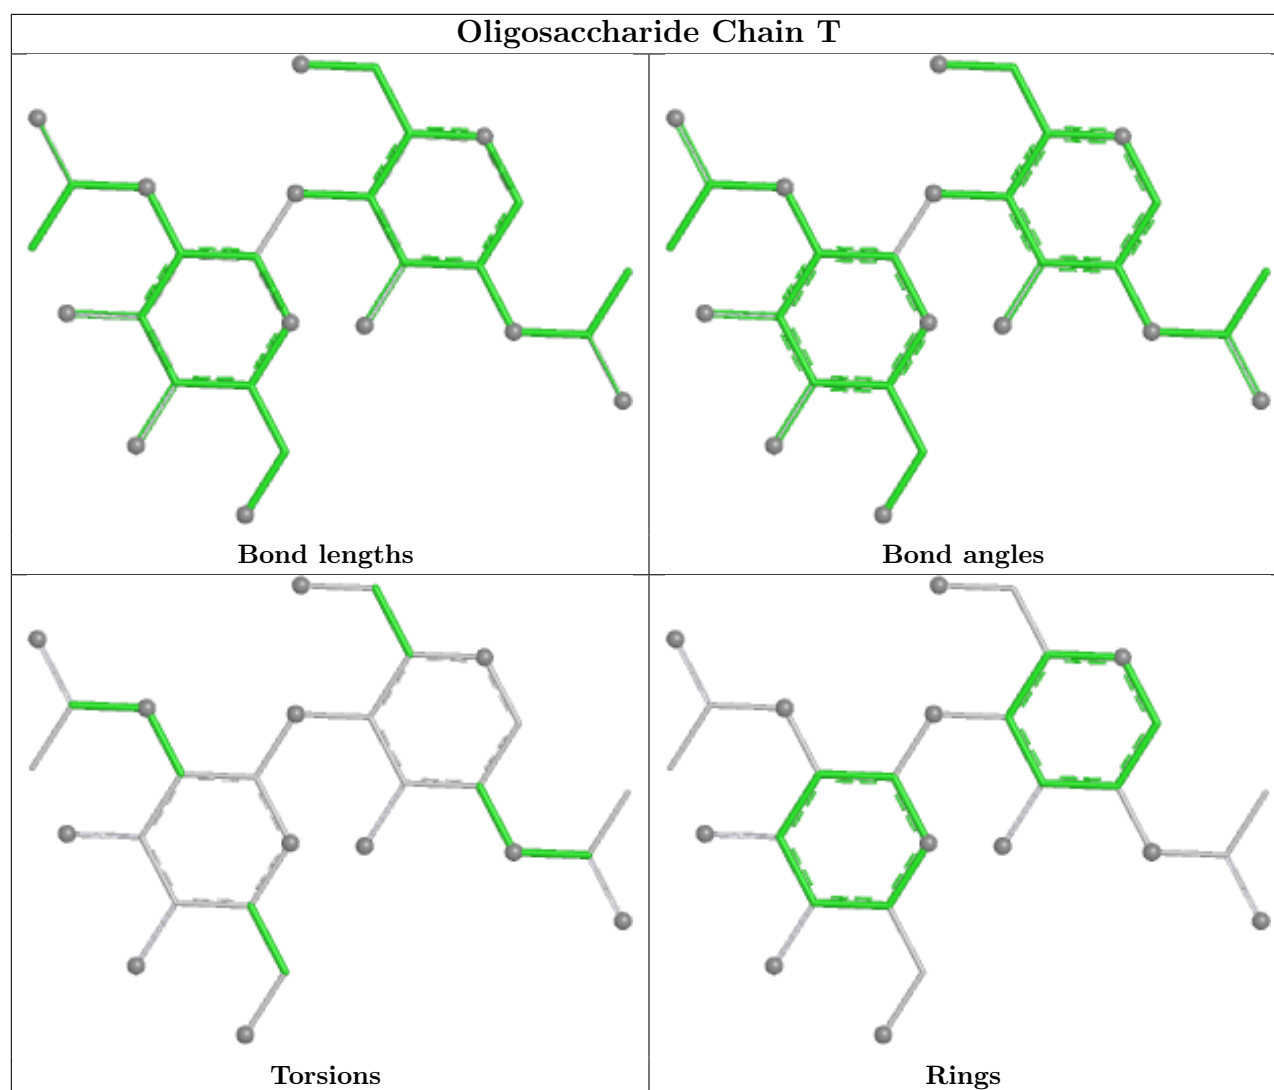 Oligosaccharide Chain T
Bond lengths
Bond angles
Torsions
Rings